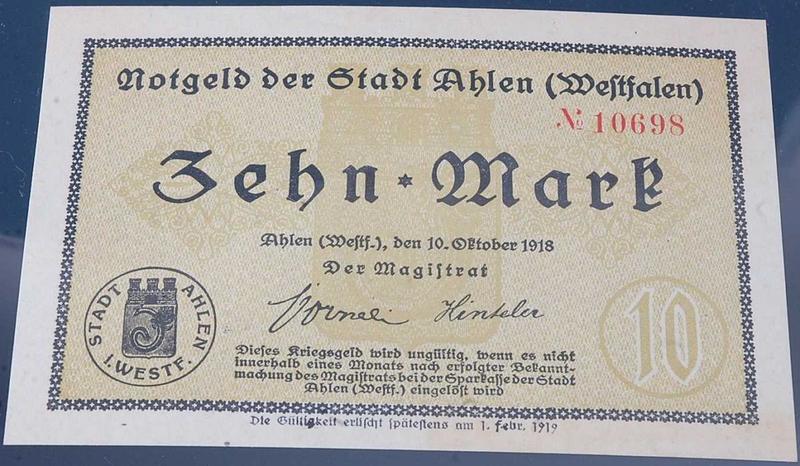 Notgeld der Stadt Ahlen (Westfalen)
№ 10698
Zehn * Mark
Ahlen (Westf.), den 10. Oktober 1918
Der Magistrat
Corneli Hinteler
STADT AHLEN
I. WESTF.
10
Dieses Kriegsgeld wird ungültig, wenn es nicht
innerhalb eines Monats nach erfolgter Bekannt-
machung des Magistrats bei der Sparkasse der Stadt
Ahlen (Westf.) eingelöst wird
Die Gültigkeit erlischt spätestens am 1. Febr. 1919